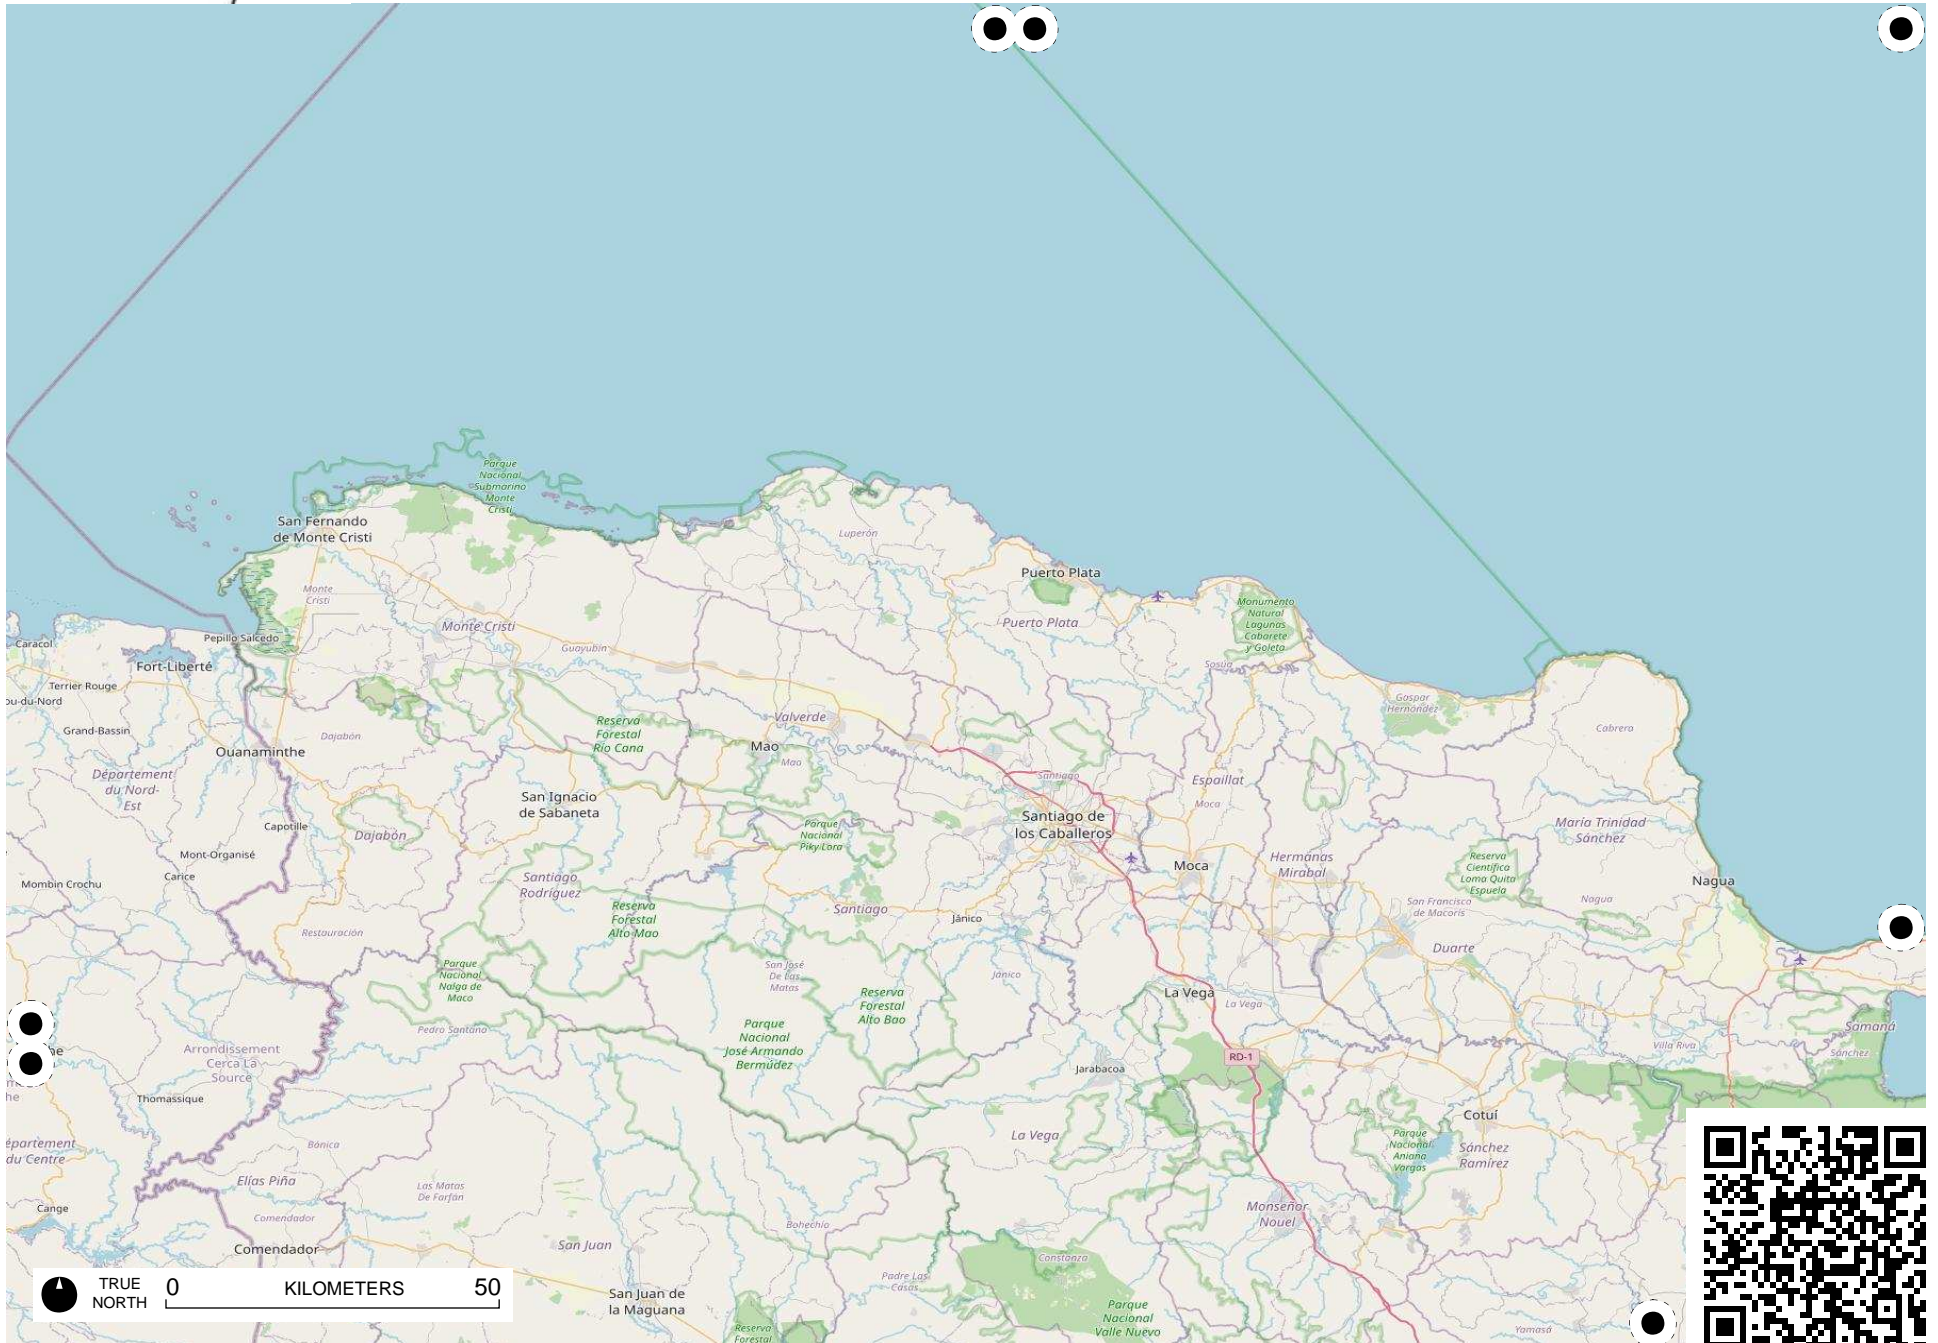 Parque
Nacional
Submarino
Monte
Cristi
San Fernando
de Monte Cristi
Luperón
Puerto Plata
Monte
Cristi
Monumento
Natural
Lagunas
Cabarete
y Goleta
Monte Cristi
Puerto Plata
Pepillo Salcedo
Caracol
Guayubín
Fort-Liberté
Sosúa
Terrier Rouge
ou-du-Nord
Gaspar
Hernández
Grand-Bassin
Reserva
Forestal
Río Cana
Valverde
Cabrera
Dajabón
Ouanaminthe
Mao
Mao
Département
du Nord-
Est
Santiago
Espaillat
Moca
San Ignacio
de Sabaneta
Capotille
Dajabón
Parque
Nacional
Piky Lora
Santiago de
los Caballeros
María Trinidad
Sánchez
Mont-Organisé
Carice
Mombin Crochu
Moca
Hermanas
Mirabal
Reserva
Científica
Loma Quita
Espuela
Santiago
Rodríguez
Nagua
Nagua
Reserva
Forestal
Alto Mao
Santiago
Jánico
San Francisco
de Macorís
Restauración
Duarte
Parque
Nacional
Nalga de
Maco
San José
De Las
Matas
Jánico
Reserva
Forestal
Alto Bao
La Vega
La Vega
Pedro Santana
Parque
Nacional
José Armando
Bermúdez
Samaná
Sánchez
Villa Riva
he
Arrondissement
Cerca La
Source
RD-1
Jarabacoa
he
Thomassique
Cotuí
La Vega
Parque
Nacional
Aniana
Vargas
Sánchez
Ramírez
épartement
du Centre
Bánica
Elías Piña
Las Matas
De Farfán
Cange
Comendador
Bohechío
Monseñor
Nouel
Comendador
San Juan
Constanza
Padre Las
Casas
TRUE
NORTH
0 KILOMETERS 50
San Juan de
la Maguana
Parque
Nacional
Valle Nuevo
Reserva
Forestal
Yamasá